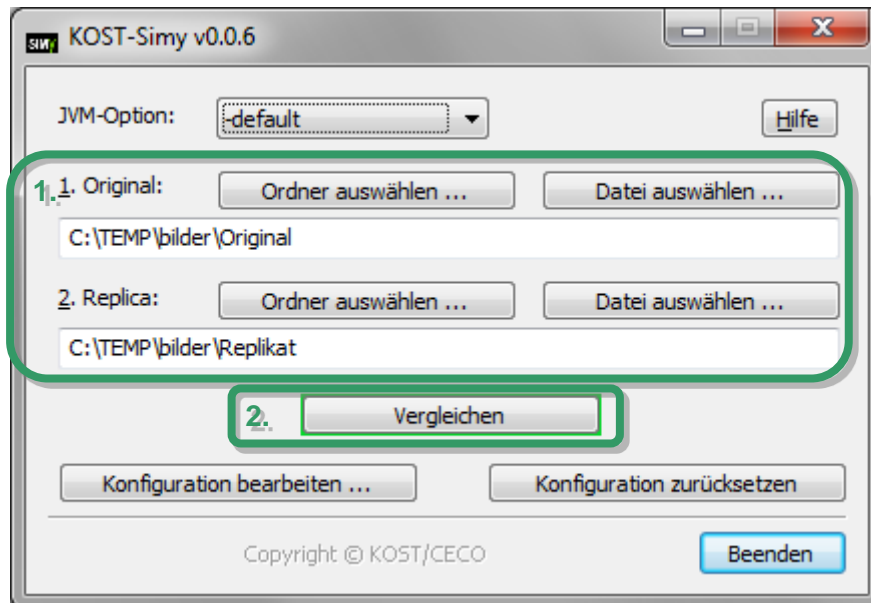 SIMy KOST-Simy v0.0.6
JVM-Option: -default Hilfe
1. 1. Original: Ordner auswählen ... Datei auswählen ...
C:\TEMP\bilder\Original
2. Replica: Ordner auswählen ... Datei auswählen ...
C:\TEMP\bilder\Replikat
2. Vergleichen
Konfiguration bearbeiten ... Konfiguration zurücksetzen
Copyright © KOST/CECO Beenden